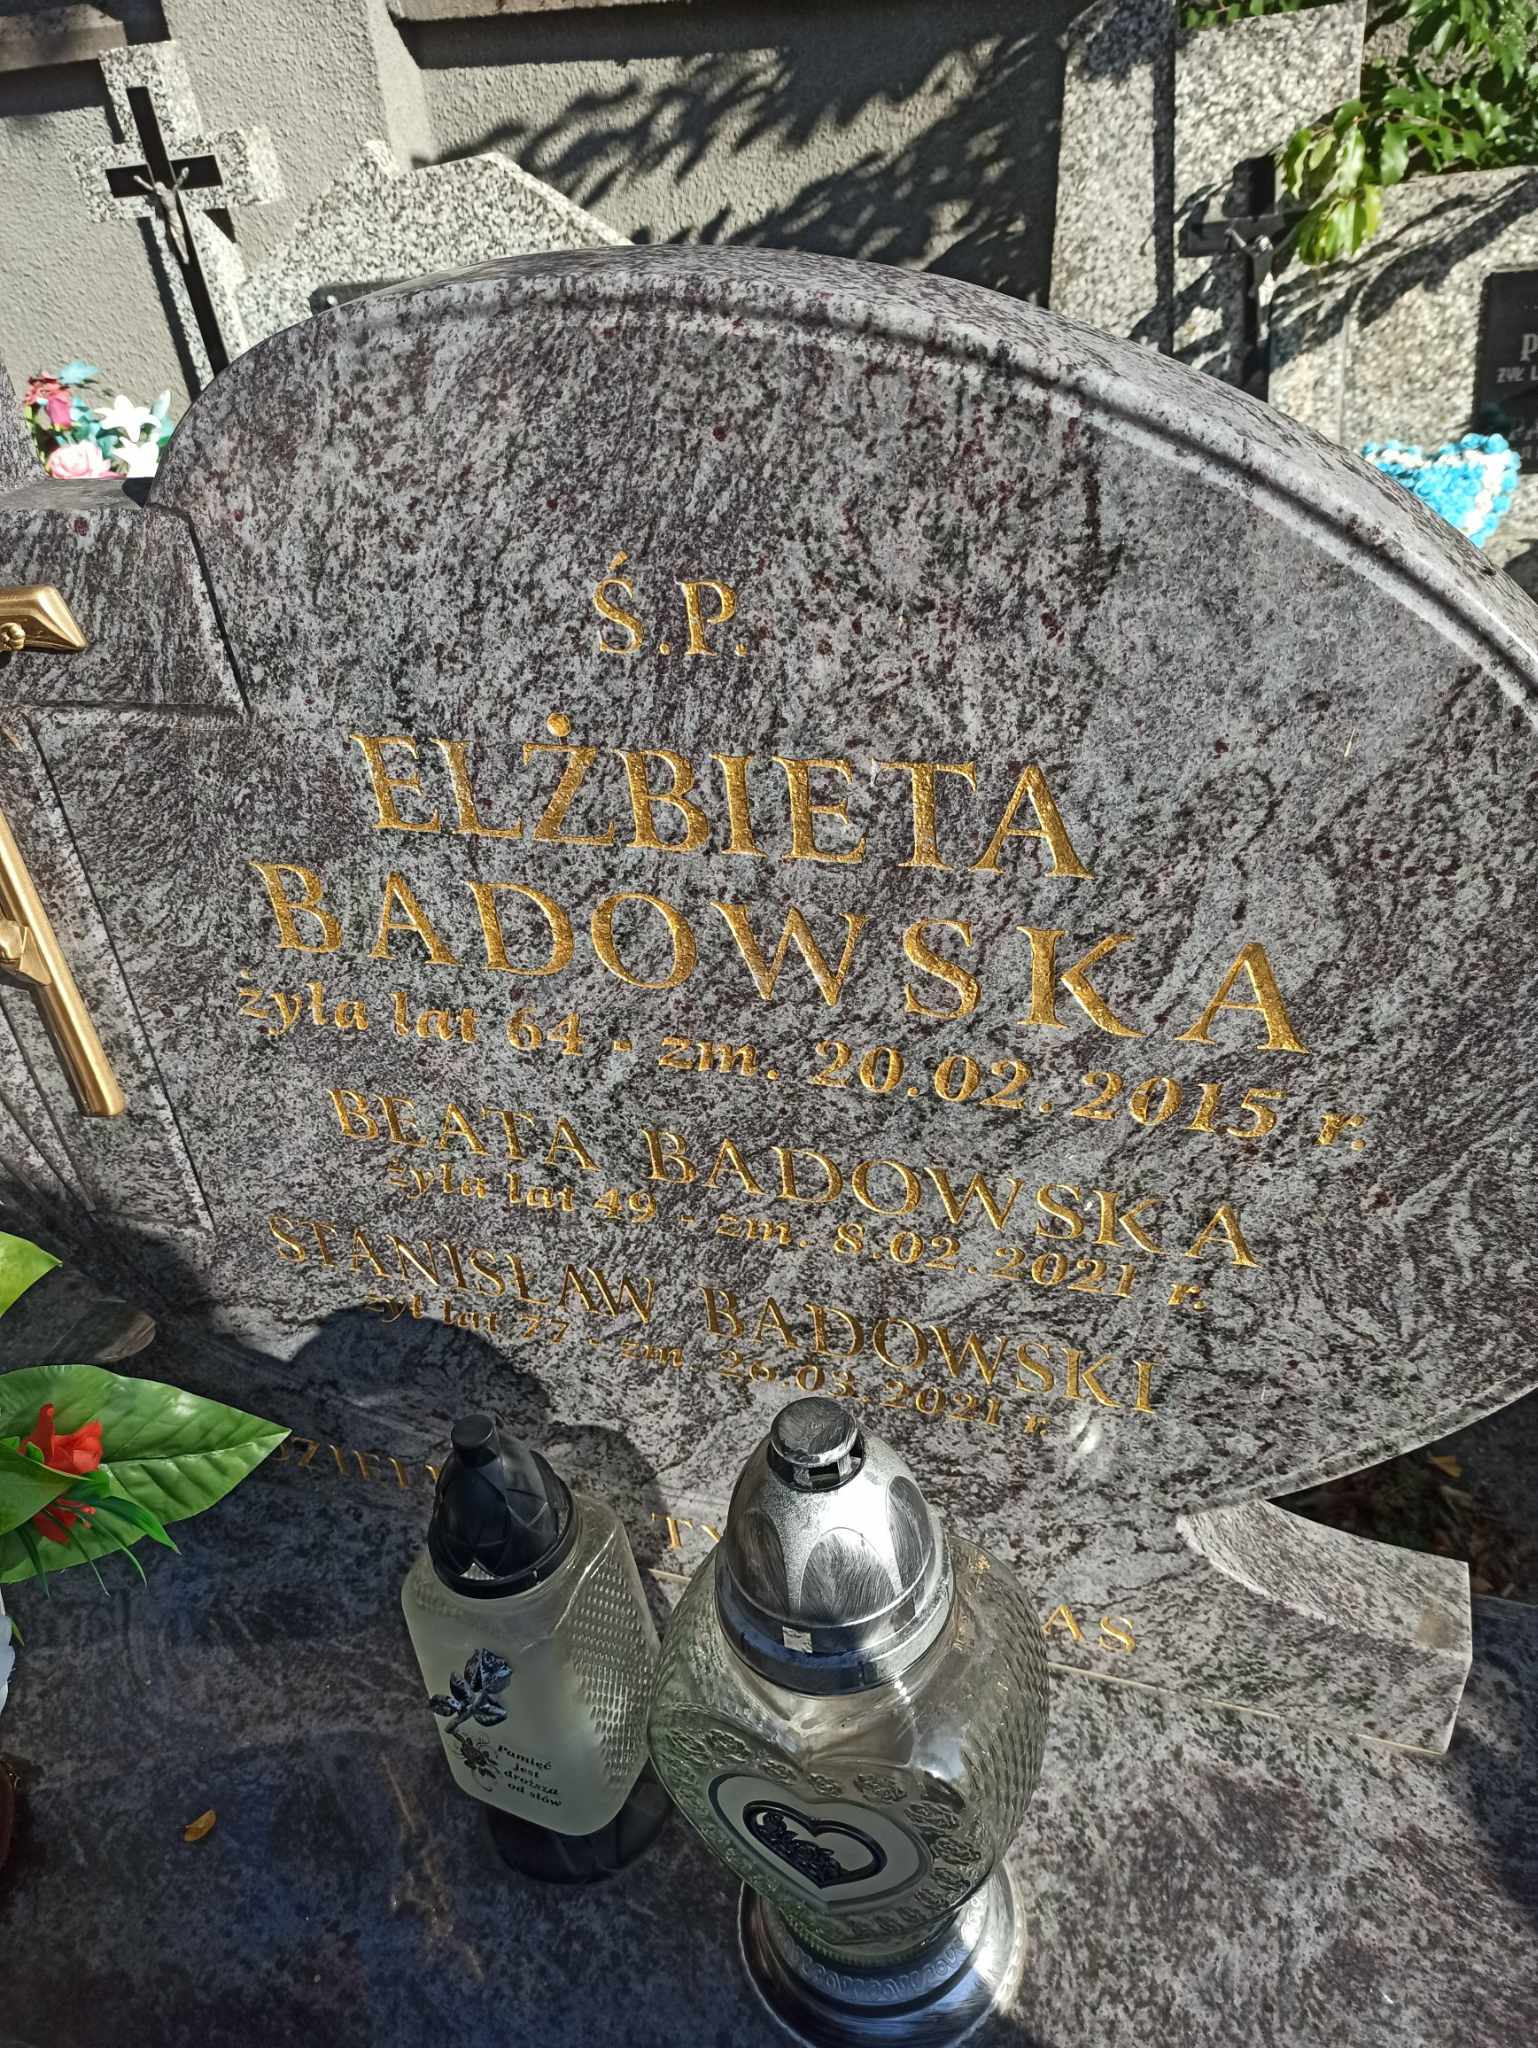 Ś.P.
ELŻBIETA
BADOWSKA
żyła lat 64 - zm. 20.02.2015 r.
BEATA BADOWSKA
żyła lat 49 - zm. 8.02.2021 r.
STANISŁAW BADOWSKI
żył lat 77 - zm. 26.03.2021 r.
Pamięć
jest
droższa
od słów